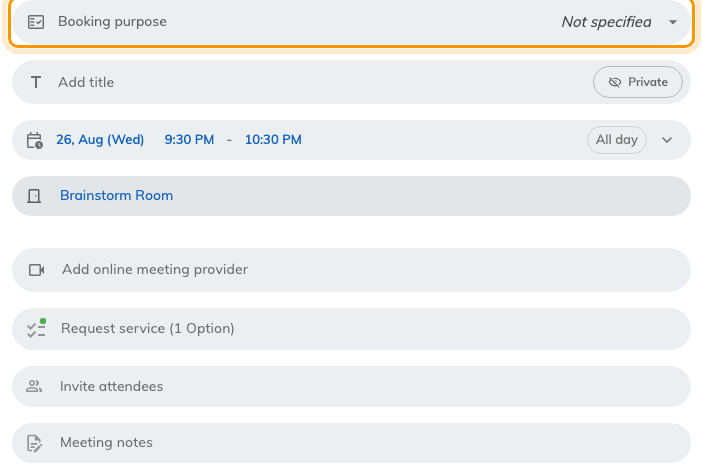 Booking purpose Not specified
Add title Private
26, Aug (Wed) 9:30 PM - 10:30 PM All day
Brainstorm Room
Add online meeting provider
Request service (1 Option)
Invite attendees
Meeting notes